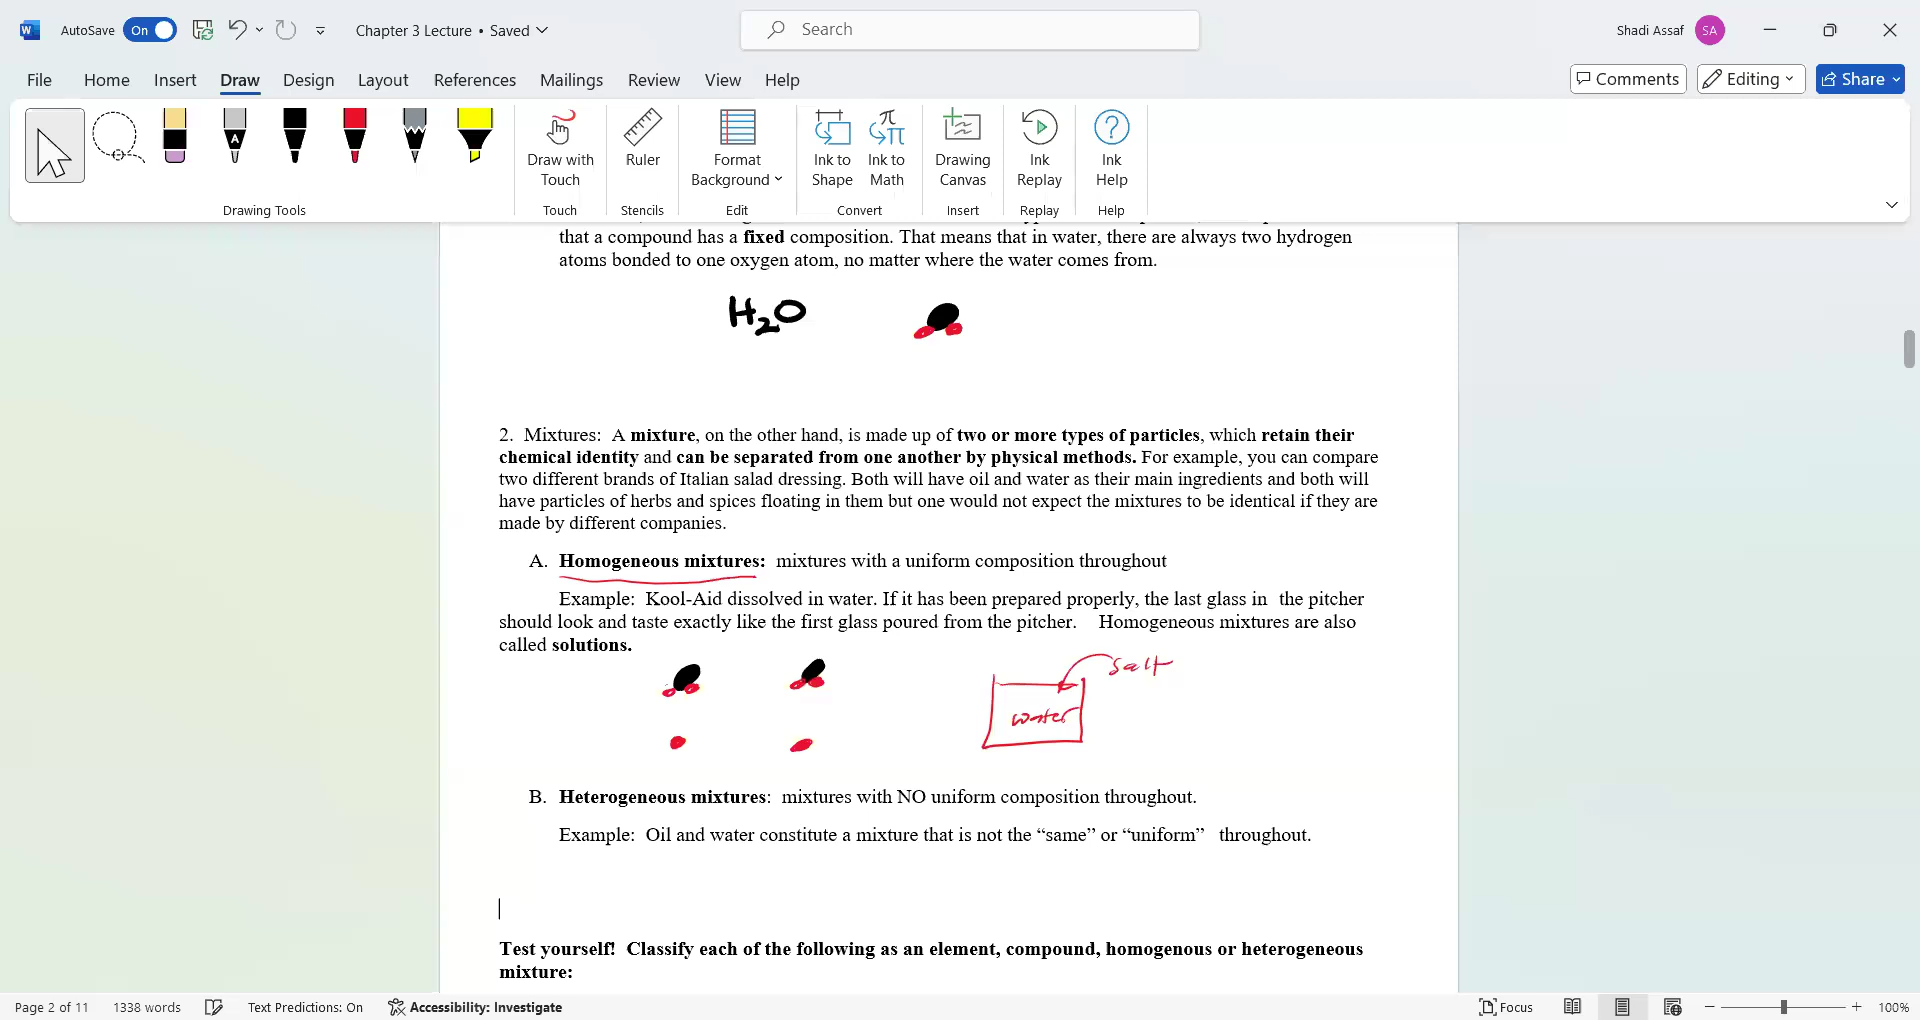 AutoSave On Chapter 3 Lecture • Saved Search Shadi Assaf SA
File Home Insert Draw Design Layout References Mailings Review View Help Comments Editing Share
Draw with Touch Ruler Format Background Ink to Shape Ink to Math Drawing Canvas Ink Replay Ink Help
Drawing Tools Touch Stencils Edit Convert Insert Replay Help
that a compound has a fixed composition. That means that in water, there are always two hydrogen
atoms bonded to one oxygen atom, no matter where the water comes from.
H2O
2. Mixtures: A mixture, on the other hand, is made up of two or more types of particles, which retain their
chemical identity and can be separated from one another by physical methods. For example, you can compare
two different brands of Italian salad dressing. Both will have oil and water as their main ingredients and both will
have particles of herbs and spices floating in them but one would not expect the mixtures to be identical if they are
made by different companies.
A. Homogeneous mixtures: mixtures with a uniform composition throughout
Example: Kool-Aid dissolved in water. If it has been prepared properly, the last glass in the pitcher
should look and taste exactly like the first glass poured from the pitcher. Homogeneous mixtures are also
called solutions.
salt
water
B. Heterogeneous mixtures: mixtures with NO uniform composition throughout.
Example: Oil and water constitute a mixture that is not the “same” or “uniform” throughout.
Test yourself! Classify each of the following as an element, compound, homogenous or heterogeneous
mixture:
Page 2 of 11 1338 words Text Predictions: On Accessibility: Investigate Focus 100%